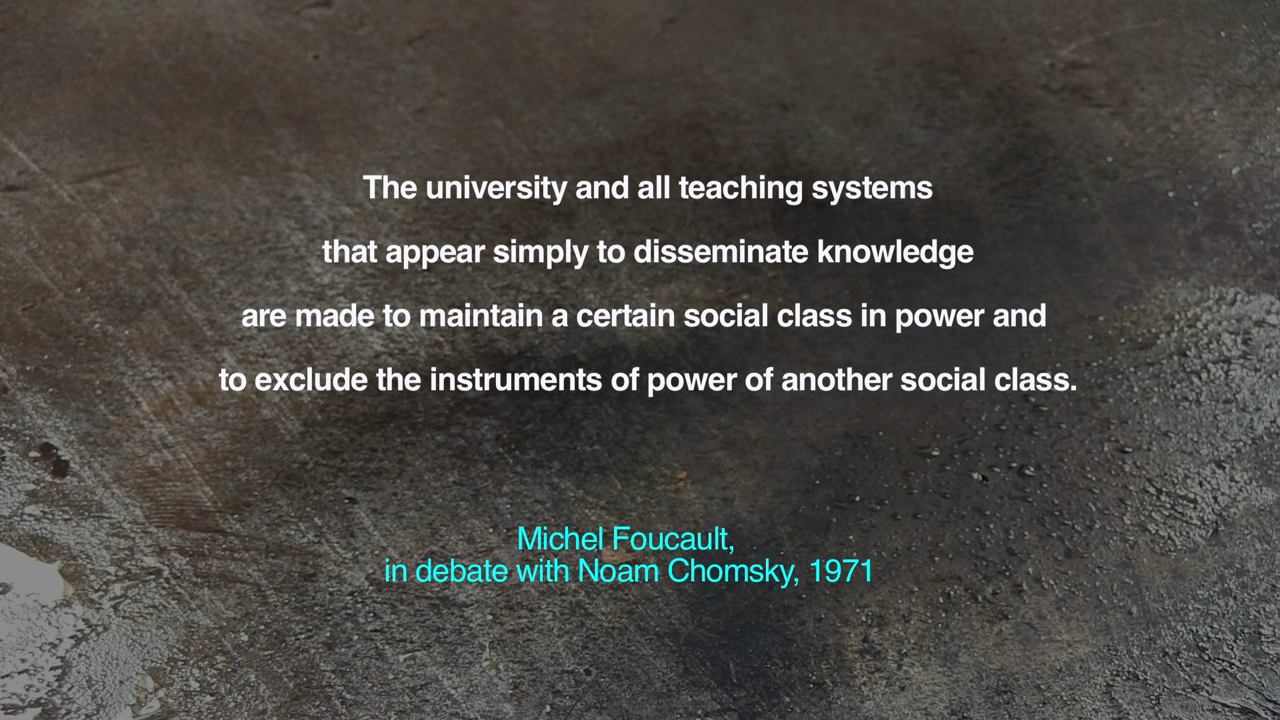 The university and all teaching systems
that appear simply to disseminate knowledge
are made to maintain a certain social class in power and
to exclude the instruments of power of another social class.
Michel Foucault,
in debate with Noam Chomsky, 1971